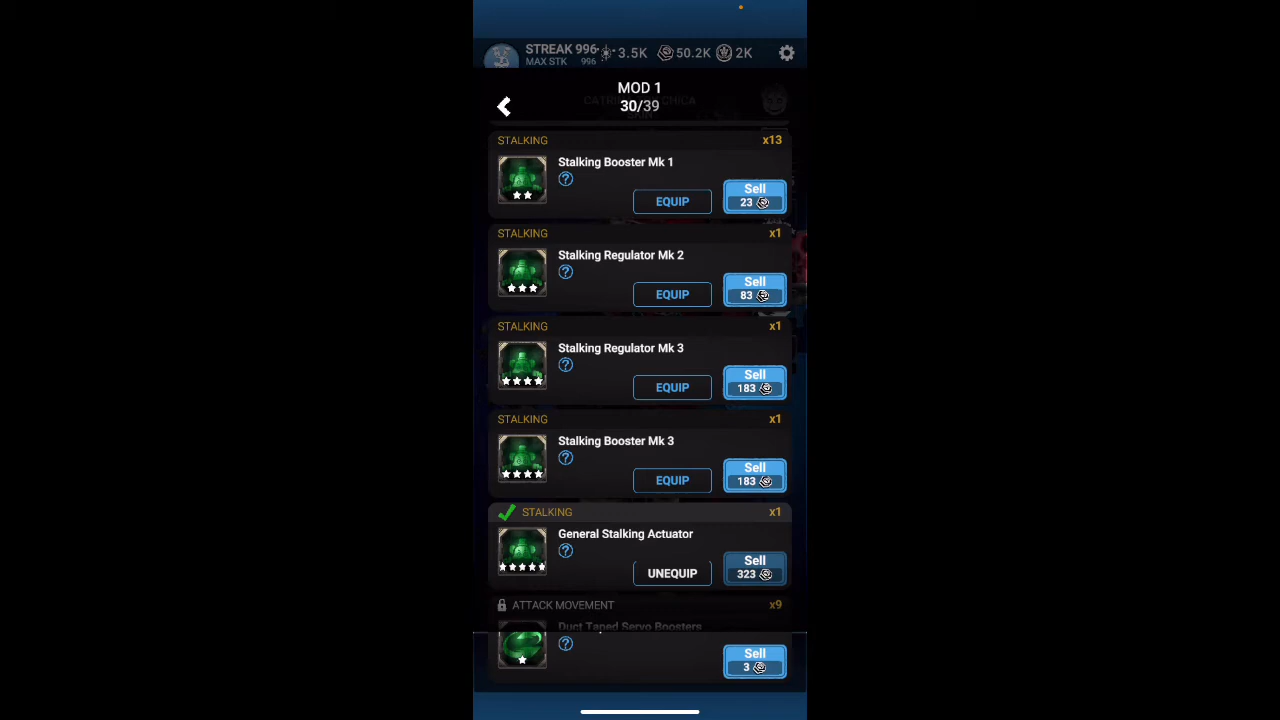 STREAK 996
MAX STK 996
3.5K
50.2K
2K
MOD 1
30/39
CATRINA CHICA
SKIN
STALKING x13
Stalking Booster Mk 1
EQUIP
Sell
23
STALKING x1
Stalking Regulator Mk 2
EQUIP
Sell
83
STALKING x1
Stalking Regulator Mk 3
EQUIP
Sell
183
STALKING x1
Stalking Booster Mk 3
EQUIP
Sell
183
STALKING x1
General Stalking Actuator
UNEQUIP
Sell
323
ATTACK MOVEMENT x9
Duct Taped Servo Boosters
Sell
3